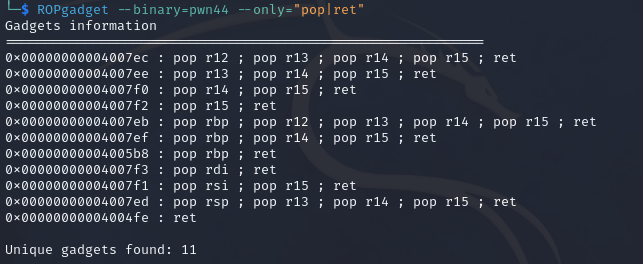 └─$ ROPgadget --binary=pwn44 --only="pop|ret"
Gadgets information
============================================================
0x00000000004007ec : pop r12 ; pop r13 ; pop r14 ; pop r15 ; ret
0x00000000004007ee : pop r13 ; pop r14 ; pop r15 ; ret
0x00000000004007f0 : pop r14 ; pop r15 ; ret
0x00000000004007f2 : pop r15 ; ret
0x00000000004007eb : pop rbp ; pop r12 ; pop r13 ; pop r14 ; pop r15 ; ret
0x00000000004007ef : pop rbp ; pop r14 ; pop r15 ; ret
0x00000000004005b8 : pop rbp ; ret
0x00000000004007f3 : pop rdi ; ret
0x00000000004007f1 : pop rsi ; pop r15 ; ret
0x00000000004007ed : pop rsp ; pop r13 ; pop r14 ; pop r15 ; ret
0x00000000004004fe : ret

Unique gadgets found: 11